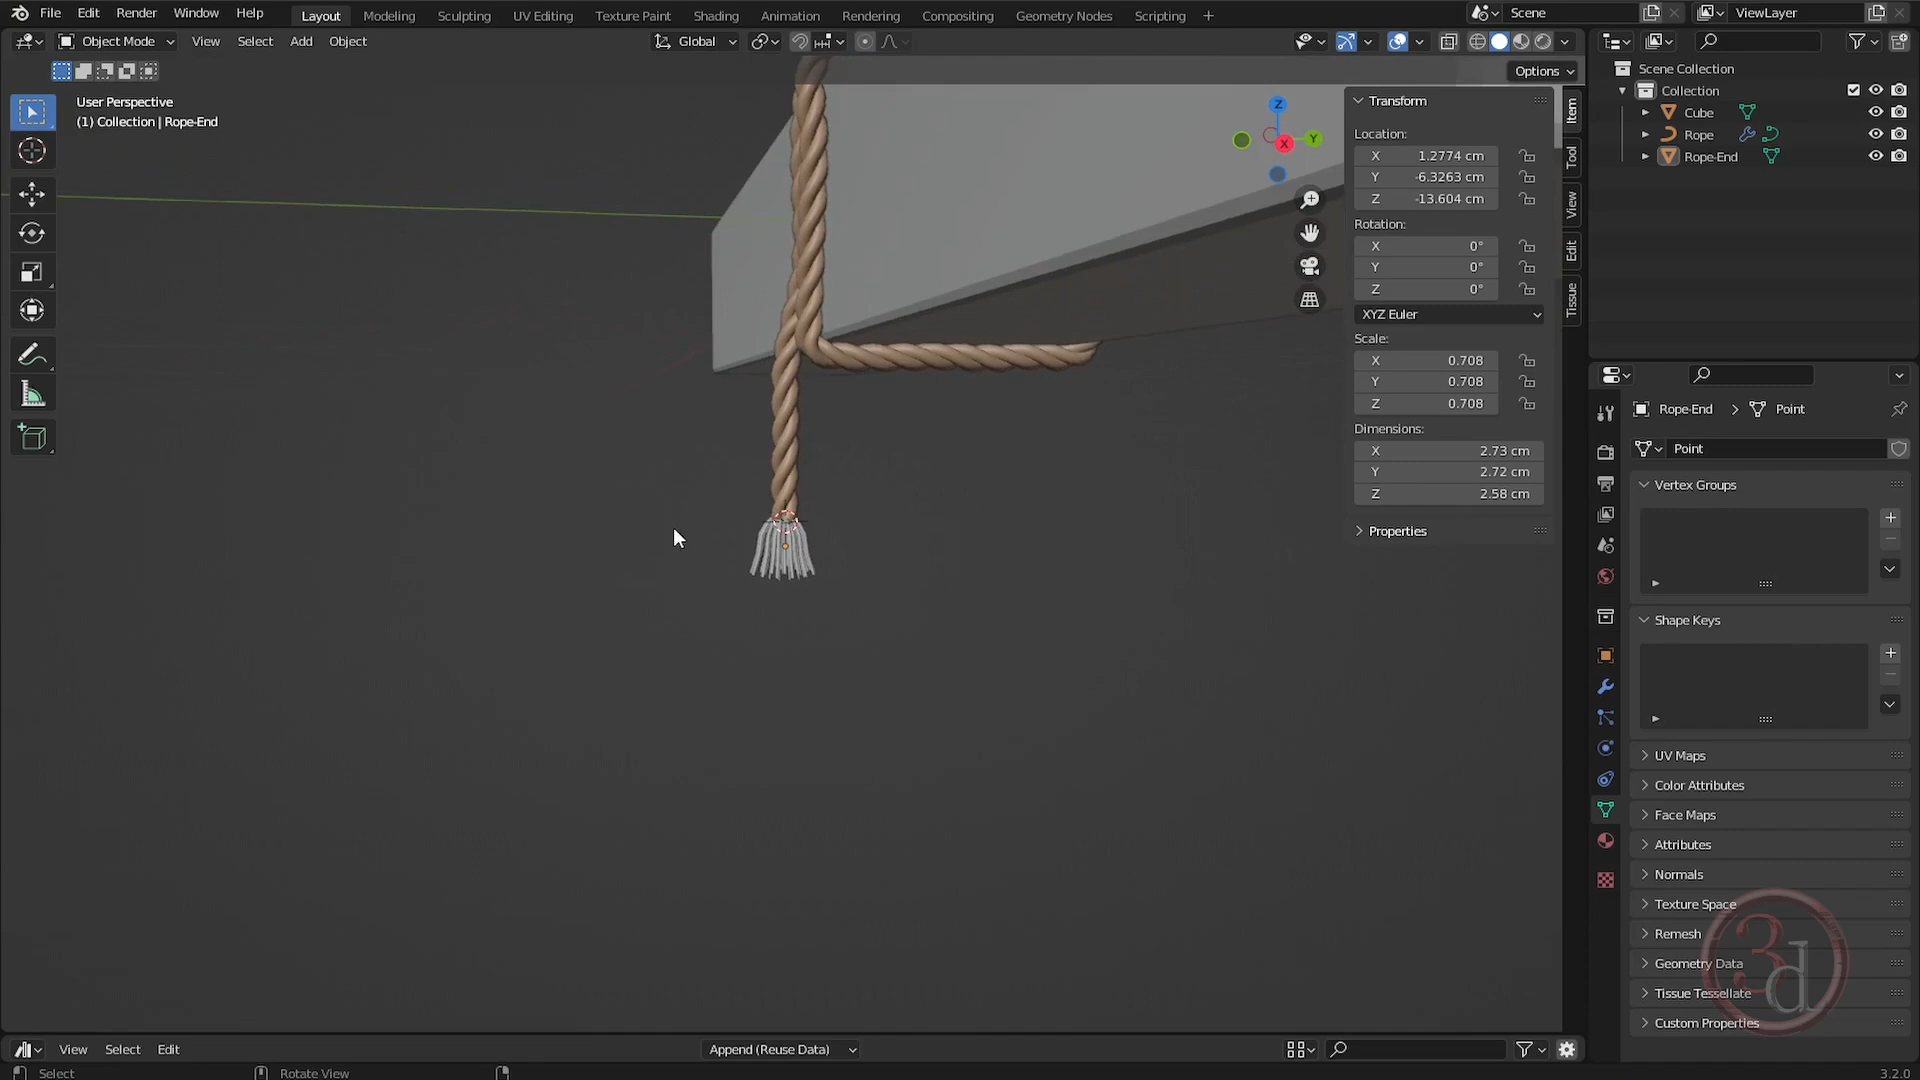 File Edit Render Window Help Layout Modeling Sculpting UV Editing Texture Paint Shading Animation Rendering Compositing Geometry Nodes Scripting + Scene ViewLayer
Object Mode View Select Add Object Global
Options
User Perspective
(1) Collection | Rope-End
Z
Y
X
Transform
Location:
X 1.2774 cm
Y -6.3263 cm
Z -13.604 cm
Rotation:
X 0°
Y 0°
Z 0°
XYZ Euler
Scale:
X 0.708
Y 0.708
Z 0.708
Dimensions:
X 2.73 cm
Y 2.72 cm
Z 2.58 cm
Properties
Item
Tool
View
Edit
Tissue
Scene Collection
Collection
Cube
Rope
Rope-End
Rope-End > Point
Point
Vertex Groups
Shape Keys
UV Maps
Color Attributes
Face Maps
Attributes
Normals
Texture Space
Remesh
Geometry Data
Tissue Tessellate
Custom Properties
3d
View Select Edit Append (Reuse Data)
Select Rotate View 3.2.0